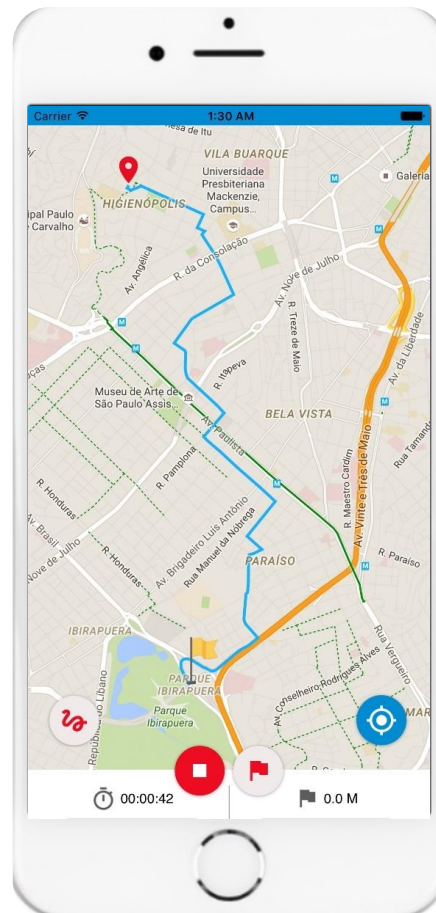 Carrier
1:30 AM
esa de Itu
VILA BUARQUE
Universidade
Presbiteriana
Mackenzie,
Campus...
Galeria
HIGIENÓPOLIS
ipal Paulo
e Carvalho
Av. Angélica
R. da Consolação
Av. Nove de Julho
R. Treze de Maio
Av. da Liberdade
R. Itapeva
Museu de Arte de
São Paulo Assis...
Av. Paulista
BELA VISTA
R. Pamplona
R. Maestro Cardim
Av. Vinte e Três de Maio
Rua Tamand
R. Honduras
Av. Brasil
Nove de Julho
R. Honduras
Av. Brigadeiro Luís Antônio
Rua Manuel da Nóbrega
PARAÍSO
R. Paraíso
IBIRAPUERA
PARQUE
IBIRAPUERA
Parque
Ibirapuera
República do Líbano
Av. Conselheiro Rodrigues Alves
Rua Vergueiro
MAR
00:00:42
0.0 M